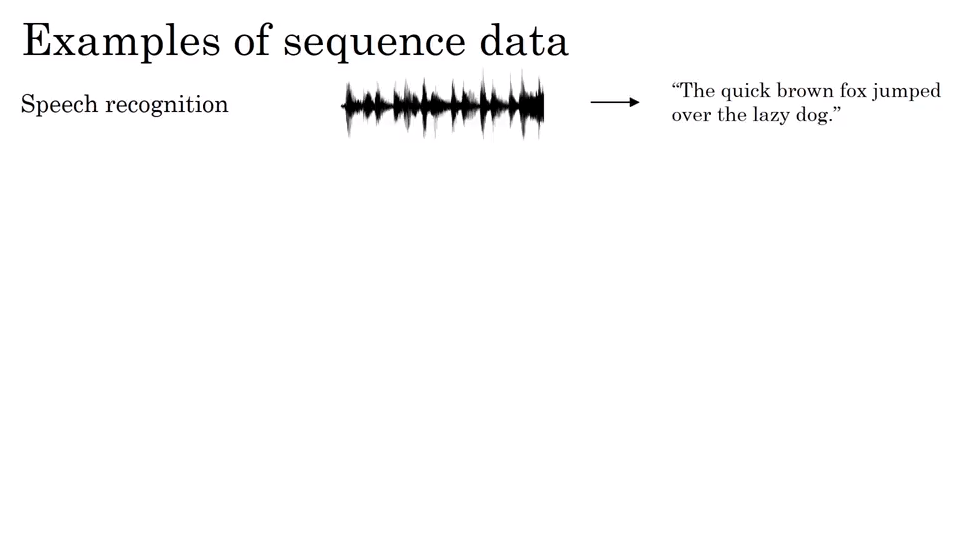 Examples of sequence data
Speech recognition
“The quick brown fox jumped
over the lazy dog.”